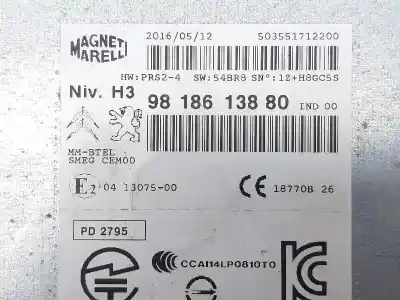 MAGNETI MARELLI
2016/05/12 503551712200
HW:PRS2-4 SW:54BR8 SN°:1Z+H8GC5S
Niv. H3 98 186 138 80 IND 00
MM-BTEL
SMEG CEM00
E2 04 13075-00 CE 18770B 26
PD 2795
CCAI14LP0810T0